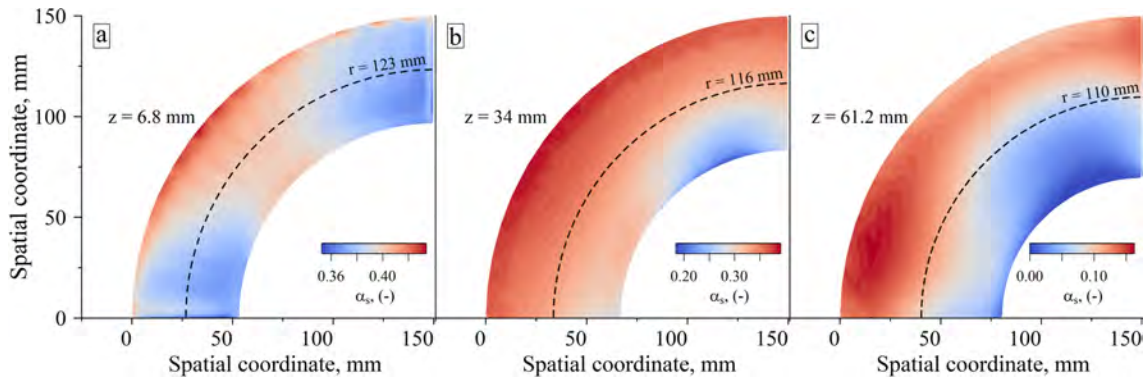 150
100
50
0
Spatial coordinate, mm
a
r = 123 mm
z = 6.8 mm
0.36 0.40
αs, (-)
0 50 100 150
Spatial coordinate, mm
b
r = 116 mm
z = 34 mm
0.20 0.30
αs, (-)
0 50 100 150
Spatial coordinate, mm
c
r = 110 mm
z = 61.2 mm
0.00 0.10
αs, (-)
0 50 100 150
Spatial coordinate, mm